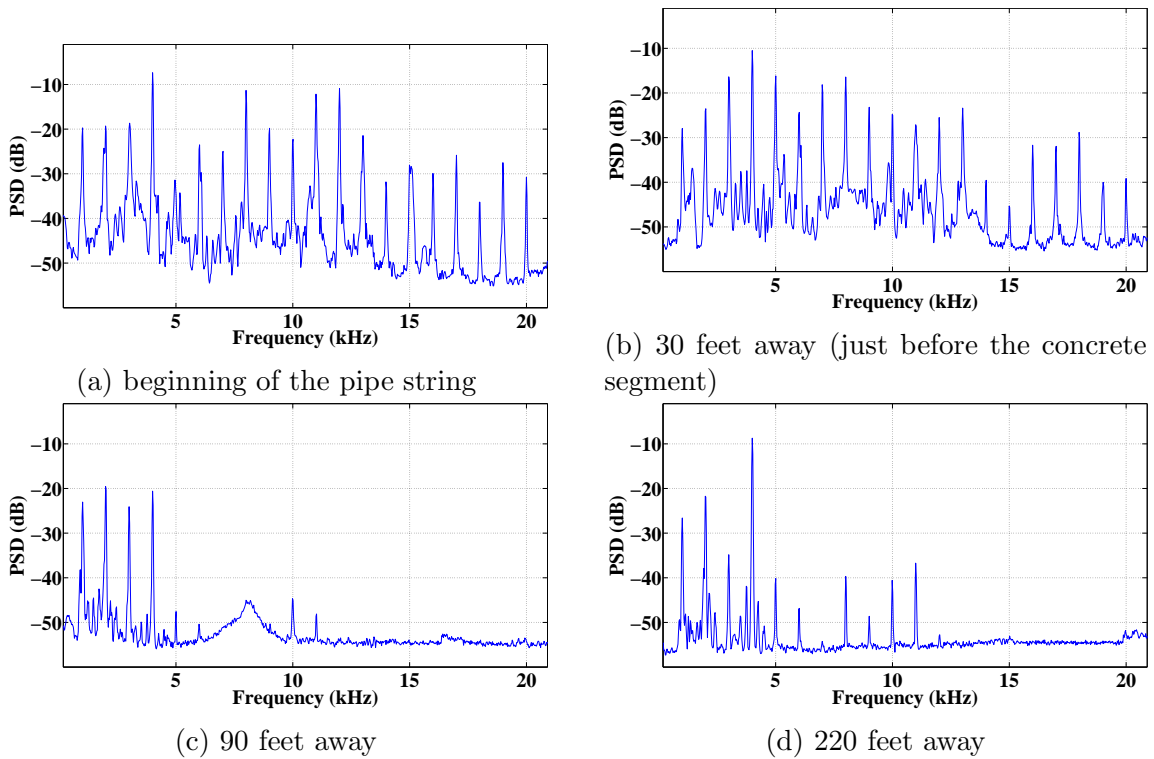 PSD (dB)
−10
−20
−30
−40
−50
5 10 15 20
Frequency (kHz)
(a) beginning of the pipe string
PSD (dB)
−10
−20
−30
−40
−50
5 10 15 20
Frequency (kHz)
(b) 30 feet away (just before the concrete
segment)
PSD (dB)
−10
−20
−30
−40
−50
5 10 15 20
Frequency (kHz)
(c) 90 feet away
PSD (dB)
−10
−20
−30
−40
−50
5 10 15 20
Frequency (kHz)
(d) 220 feet away